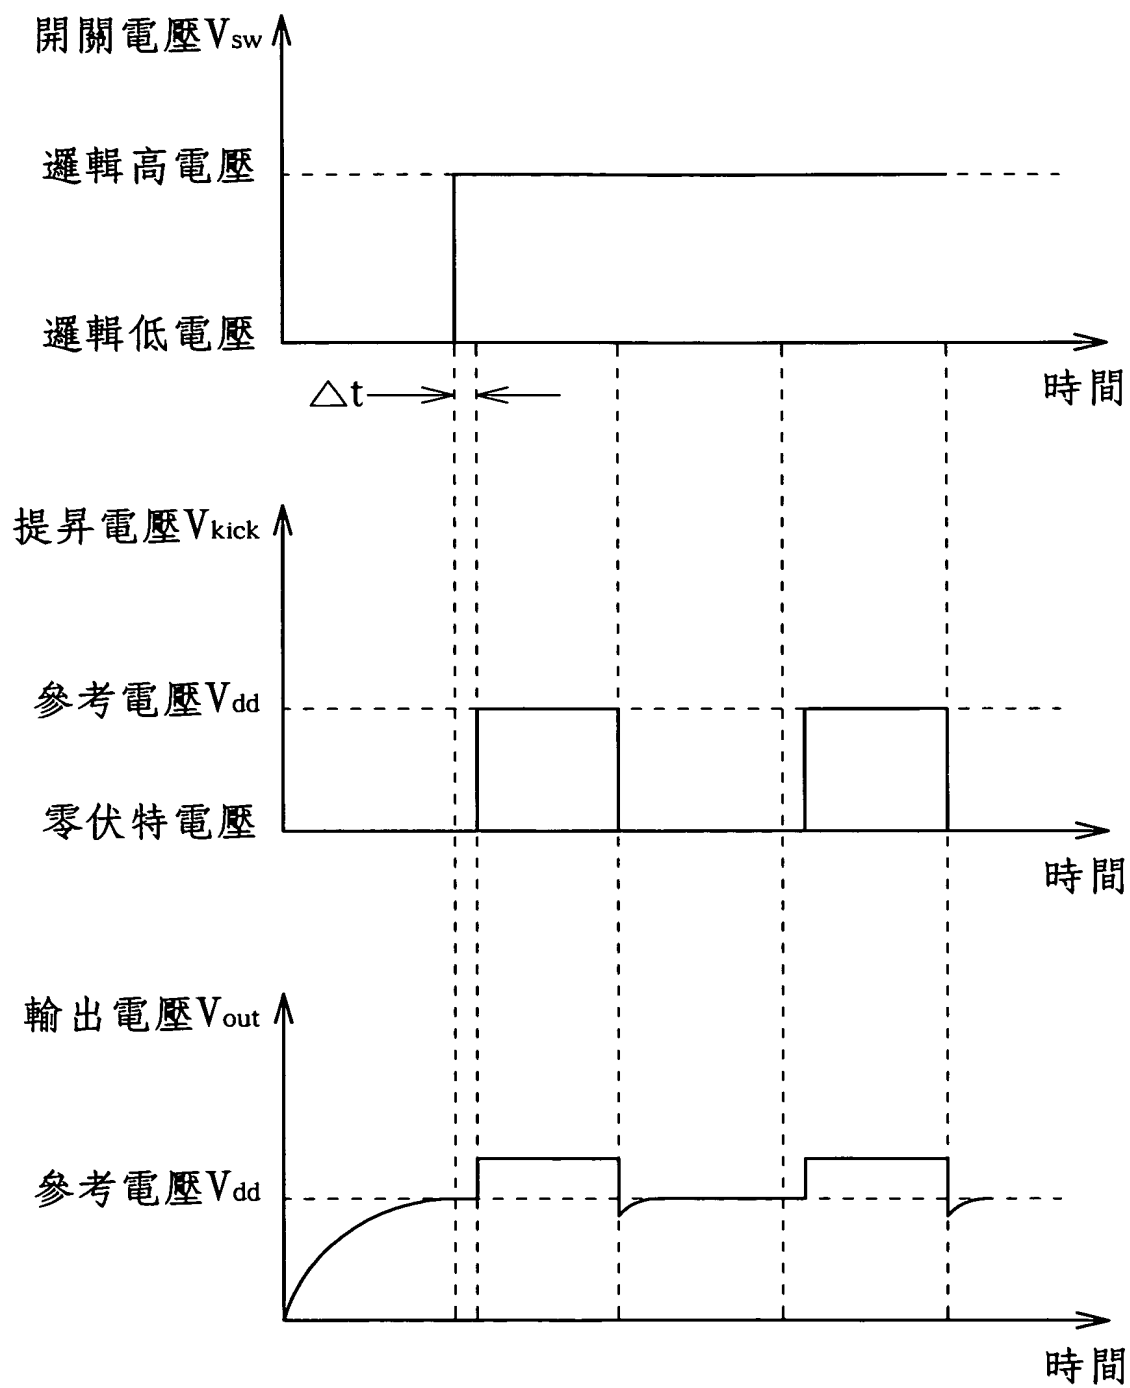 開關電壓Vsw
邏輯高電壓
邏輯低電壓
時間
△t
提昇電壓Vkick
參考電壓Vdd
零伏特電壓
時間
輸出電壓Vout
參考電壓Vdd
時間